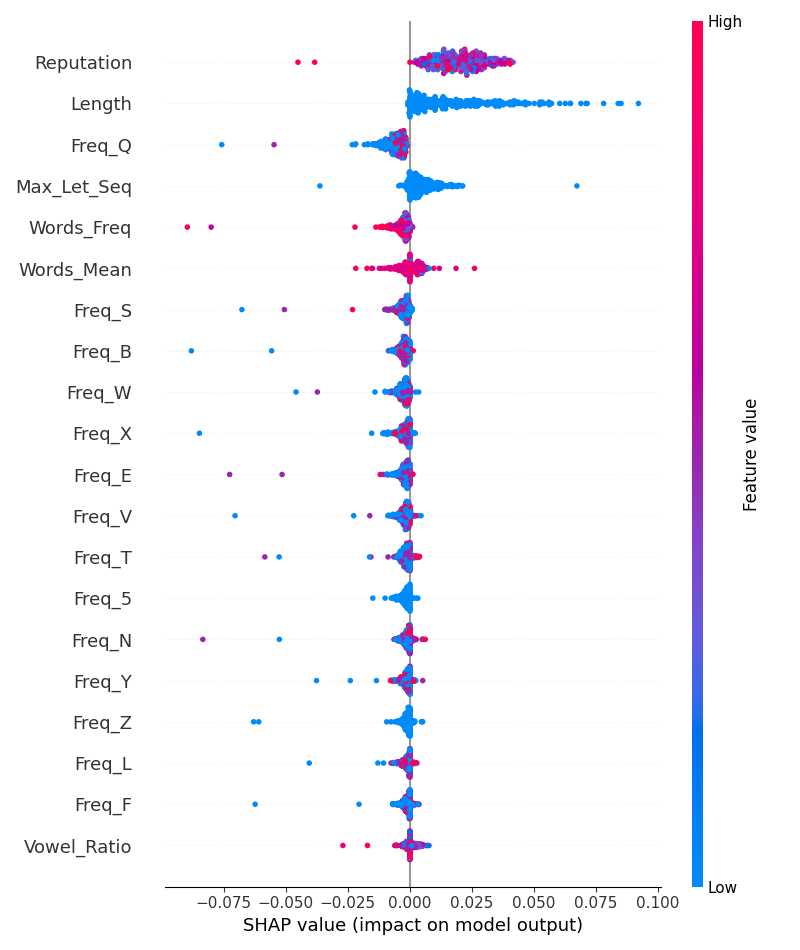 High
Reputation
Length
Freq_Q
Max_Let_Seq
Words_Freq
Words_Mean
Freq_S
Freq_B
Freq_W
Freq_X
Freq_E
Freq_V
Freq_T
Freq_5
Freq_N
Freq_Y
Freq_Z
Freq_L
Freq_F
Vowel_Ratio
Feature value
Low
−0.075 −0.050 −0.025 0.000 0.025 0.050 0.075 0.100
SHAP value (impact on model output)